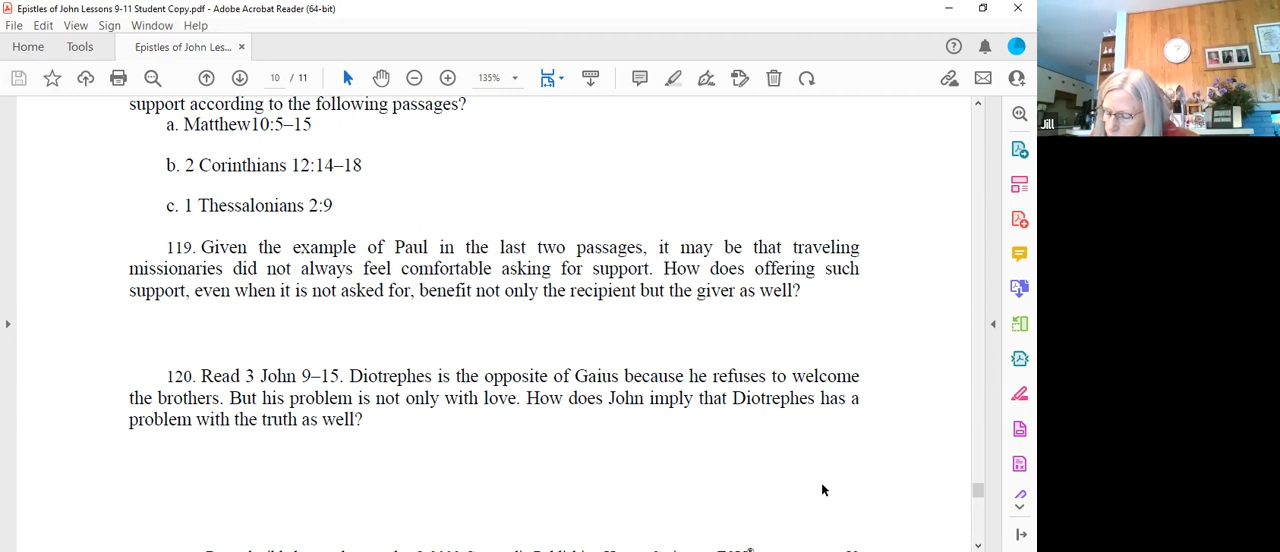 Epistles of John Lessons 9-11 Student Copy.pdf - Adobe Acrobat Reader (64-bit)
File Edit View Sign Window Help
Home Tools Epistles of John Les... ×
10 / 11 135%
support according to the following passages?
a. Matthew10:5–15
b. 2 Corinthians 12:14–18
c. 1 Thessalonians 2:9
119. Given the example of Paul in the last two passages, it may be that traveling
missionaries did not always feel comfortable asking for support. How does offering such
support, even when it is not asked for, benefit not only the recipient but the giver as well?
120. Read 3 John 9–15. Diotrephes is the opposite of Gaius because he refuses to welcome
the brothers. But his problem is not only with love. How does John imply that Diotrephes has a
problem with the truth as well?
Jill